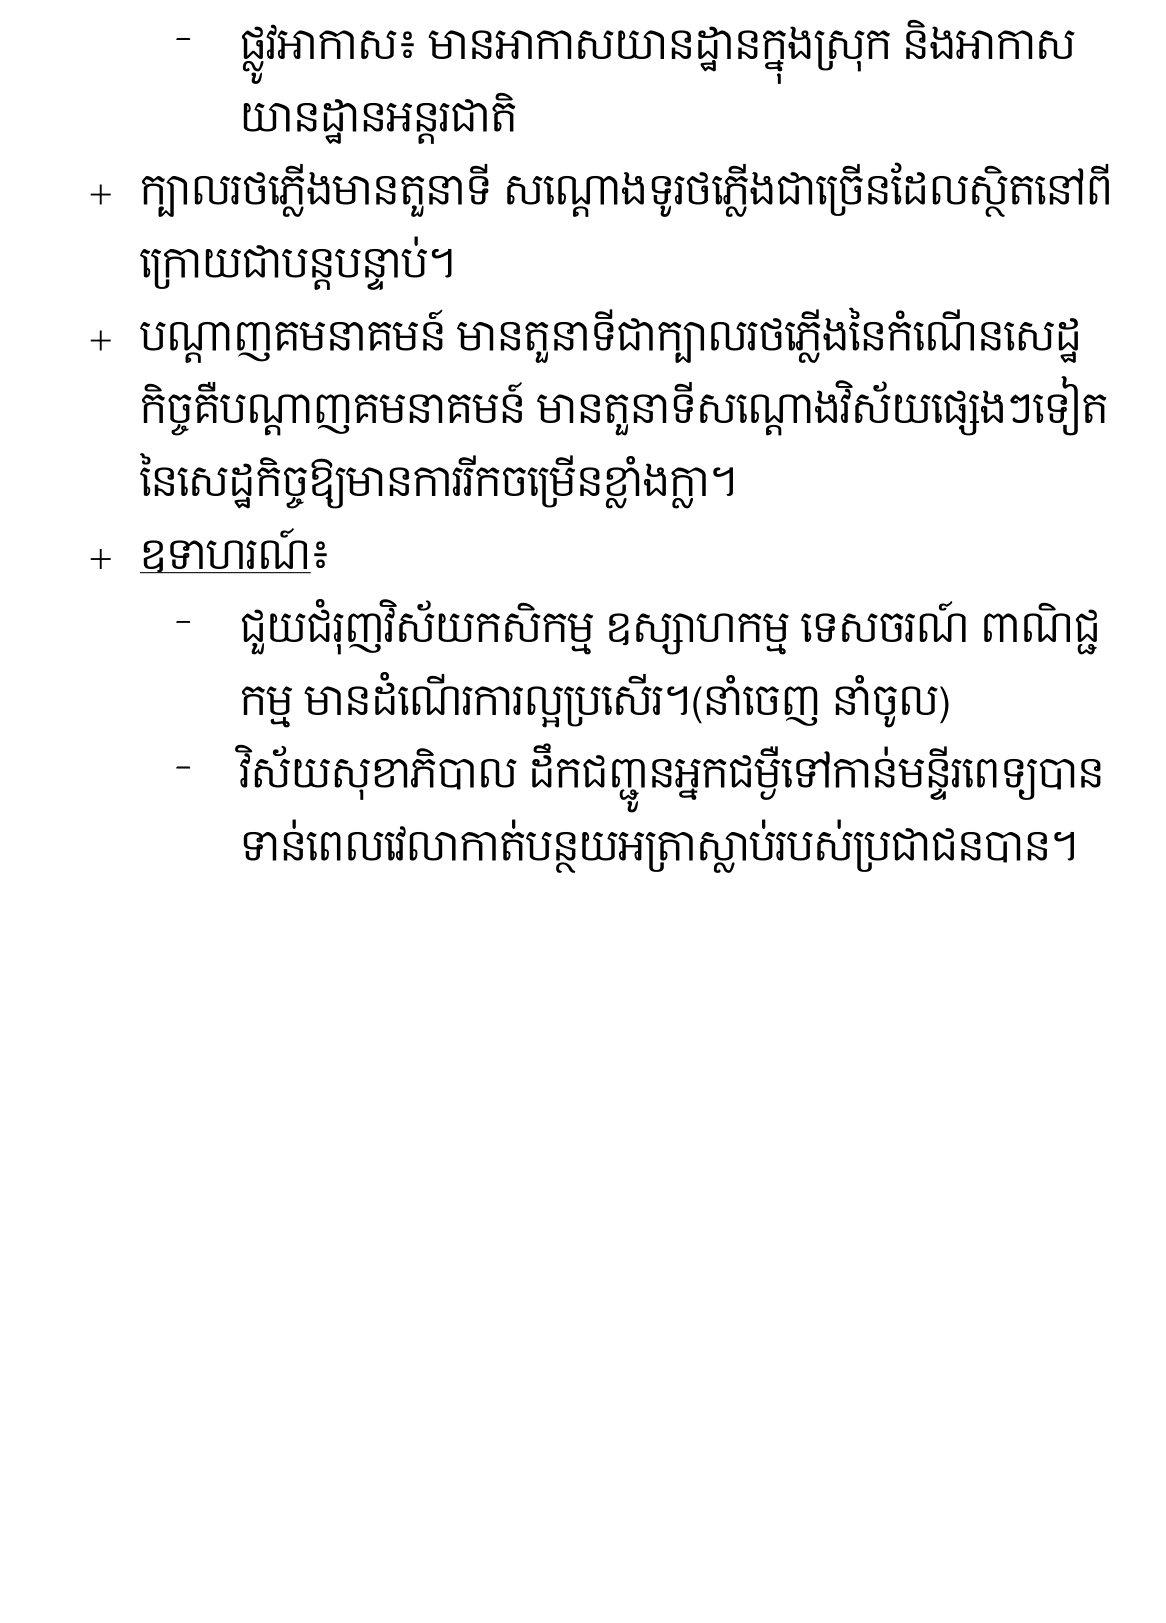 - ផ្លូវអាកាស៖ មានអាកាសយានដ្ឋានក្នុងស្រុក និងអាកាស
យានដ្ឋានអន្តរជាតិ
+ ក្បាលរថភ្លើងមានតួនាទី សណ្តោងទូរថភ្លើងជាច្រើនដែលស្ថិតនៅពី
ក្រោយជាបន្តបន្ទាប់។
+ បណ្តាញគមនាគមន៍ មានតួនាទីជាក្បាលរថភ្លើងនៃកំណើនសេដ្ឋ
កិច្ចគឺបណ្តាញគមនាគមន៍ មានតួនាទីសណ្តោងវិស័យផ្សេងៗទៀត
នៃសេដ្ឋកិច្ចឱ្យមានការរីកចម្រើនខ្លាំងក្លា។
+ ឧទាហរណ៍៖
- ជួយជំរុញវិស័យកសិកម្ម ឧស្សាហកម្ម ទេសចរណ៍ ពាណិជ្ជ
កម្ម មានដំណើរការល្អប្រសើរ។(នាំចេញ នាំចូល)
- វិស័យសុខាភិបាល ដឹកជញ្ជូនអ្នកជម្ងឺទៅកាន់មន្ទីរពេទ្យបាន
ទាន់ពេលវេលាកាត់បន្ថយអត្រាស្លាប់របស់ប្រជាជនបាន។